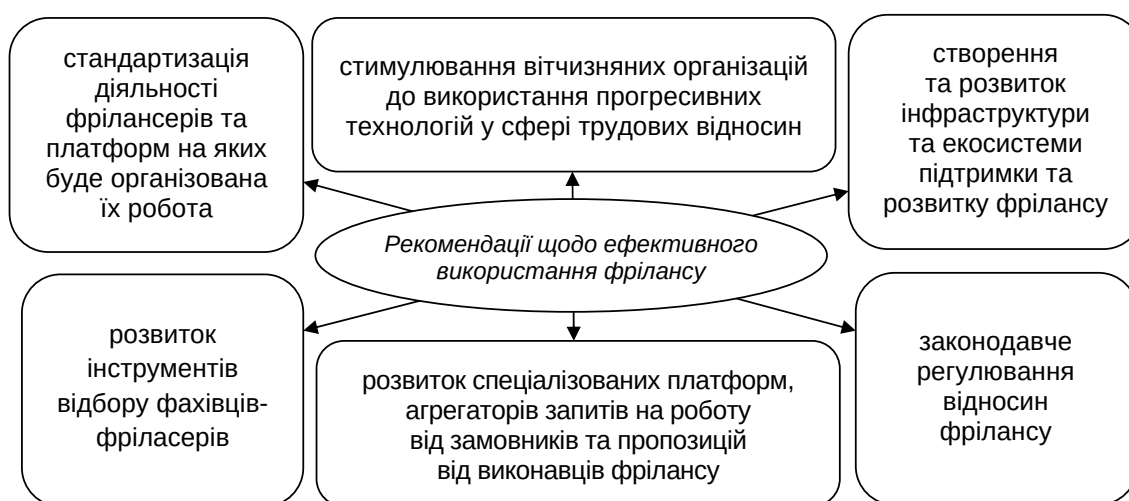 стандартизація
діяльності
фрілансерів та
платформ на яких
буде організована
їх робота
стимулювання вітчизняних організацій
до використання прогресивних
технологій у сфері трудових відносин
створення
та розвиток
інфраструктури
та екосистеми
підтримки та
розвитку фрілансу
Рекомендації щодо ефективного
використання фрілансу
розвиток
інструментів
відбору фахівців-
фріласерів
розвиток спеціалізованих платформ,
агрегаторів запитів на роботу
від замовників та пропозицій
від виконавців фрілансу
законодавче
регулювання
відносин
фрілансу